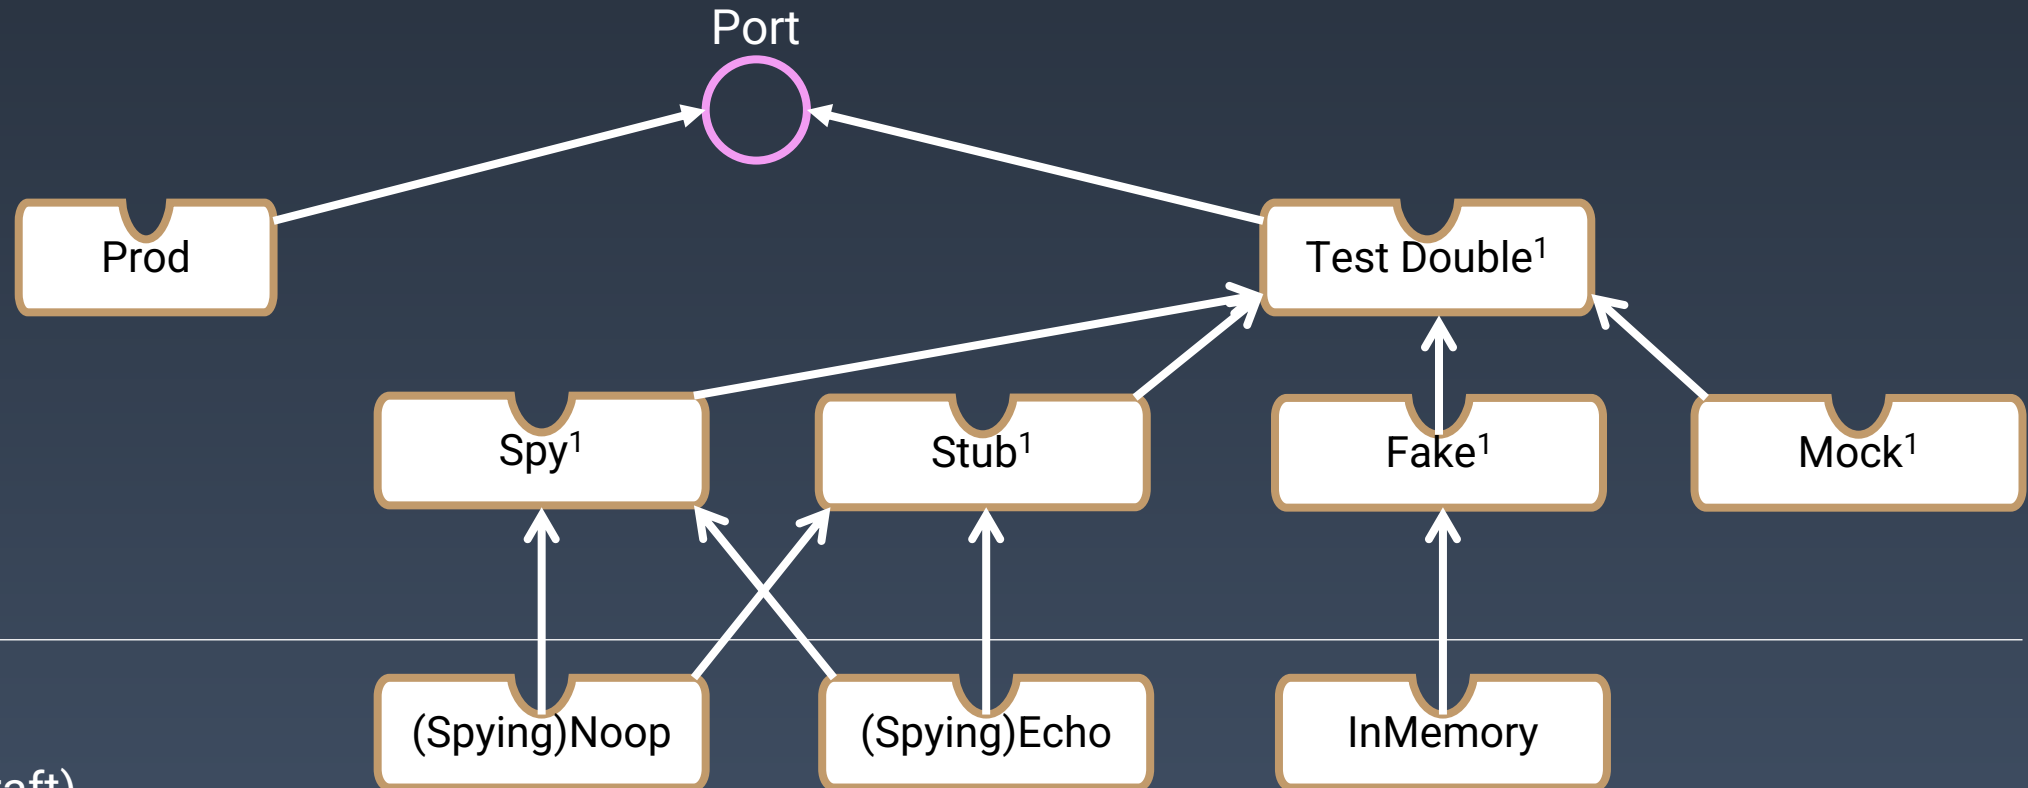 Port
Prod
Test Double¹
Spy¹
Stub¹
Fake¹
Mock¹
(Spying)Noop
(Spying)Echo
InMemory